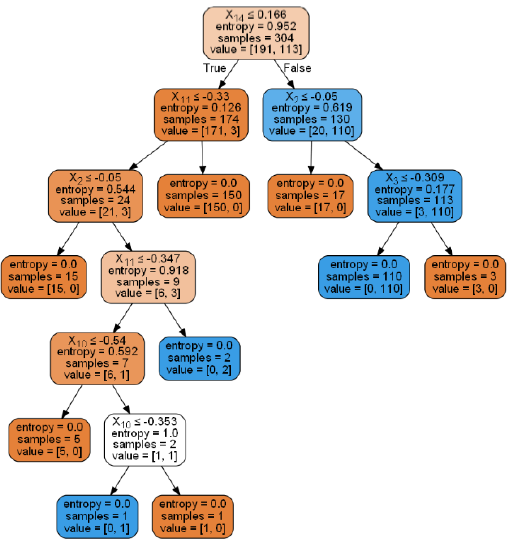 X14 ≤ 0.166
entropy = 0.952
samples = 304
value = [191, 113]
True
False
X11 ≤ -0.33
entropy = 0.126
samples = 174
value = [171, 3]
X2 ≤ -0.05
entropy = 0.619
samples = 130
value = [20, 110]
X2 ≤ -0.05
entropy = 0.544
samples = 24
value = [21, 3]
entropy = 0.0
samples = 150
value = [150, 0]
entropy = 0.0
samples = 17
value = [17, 0]
X3 ≤ -0.309
entropy = 0.177
samples = 113
value = [3, 110]
entropy = 0.0
samples = 15
value = [15, 0]
X11 ≤ -0.347
entropy = 0.918
samples = 9
value = [6, 3]
entropy = 0.0
samples = 110
value = [0, 110]
entropy = 0.0
samples = 3
value = [3, 0]
X10 ≤ -0.54
entropy = 0.592
samples = 7
value = [6, 1]
entropy = 0.0
samples = 2
value = [0, 2]
entropy = 0.0
samples = 5
value = [5, 0]
X10 ≤ -0.353
entropy = 1.0
samples = 2
value = [1, 1]
entropy = 0.0
samples = 1
value = [0, 1]
entropy = 0.0
samples = 1
value = [1, 0]